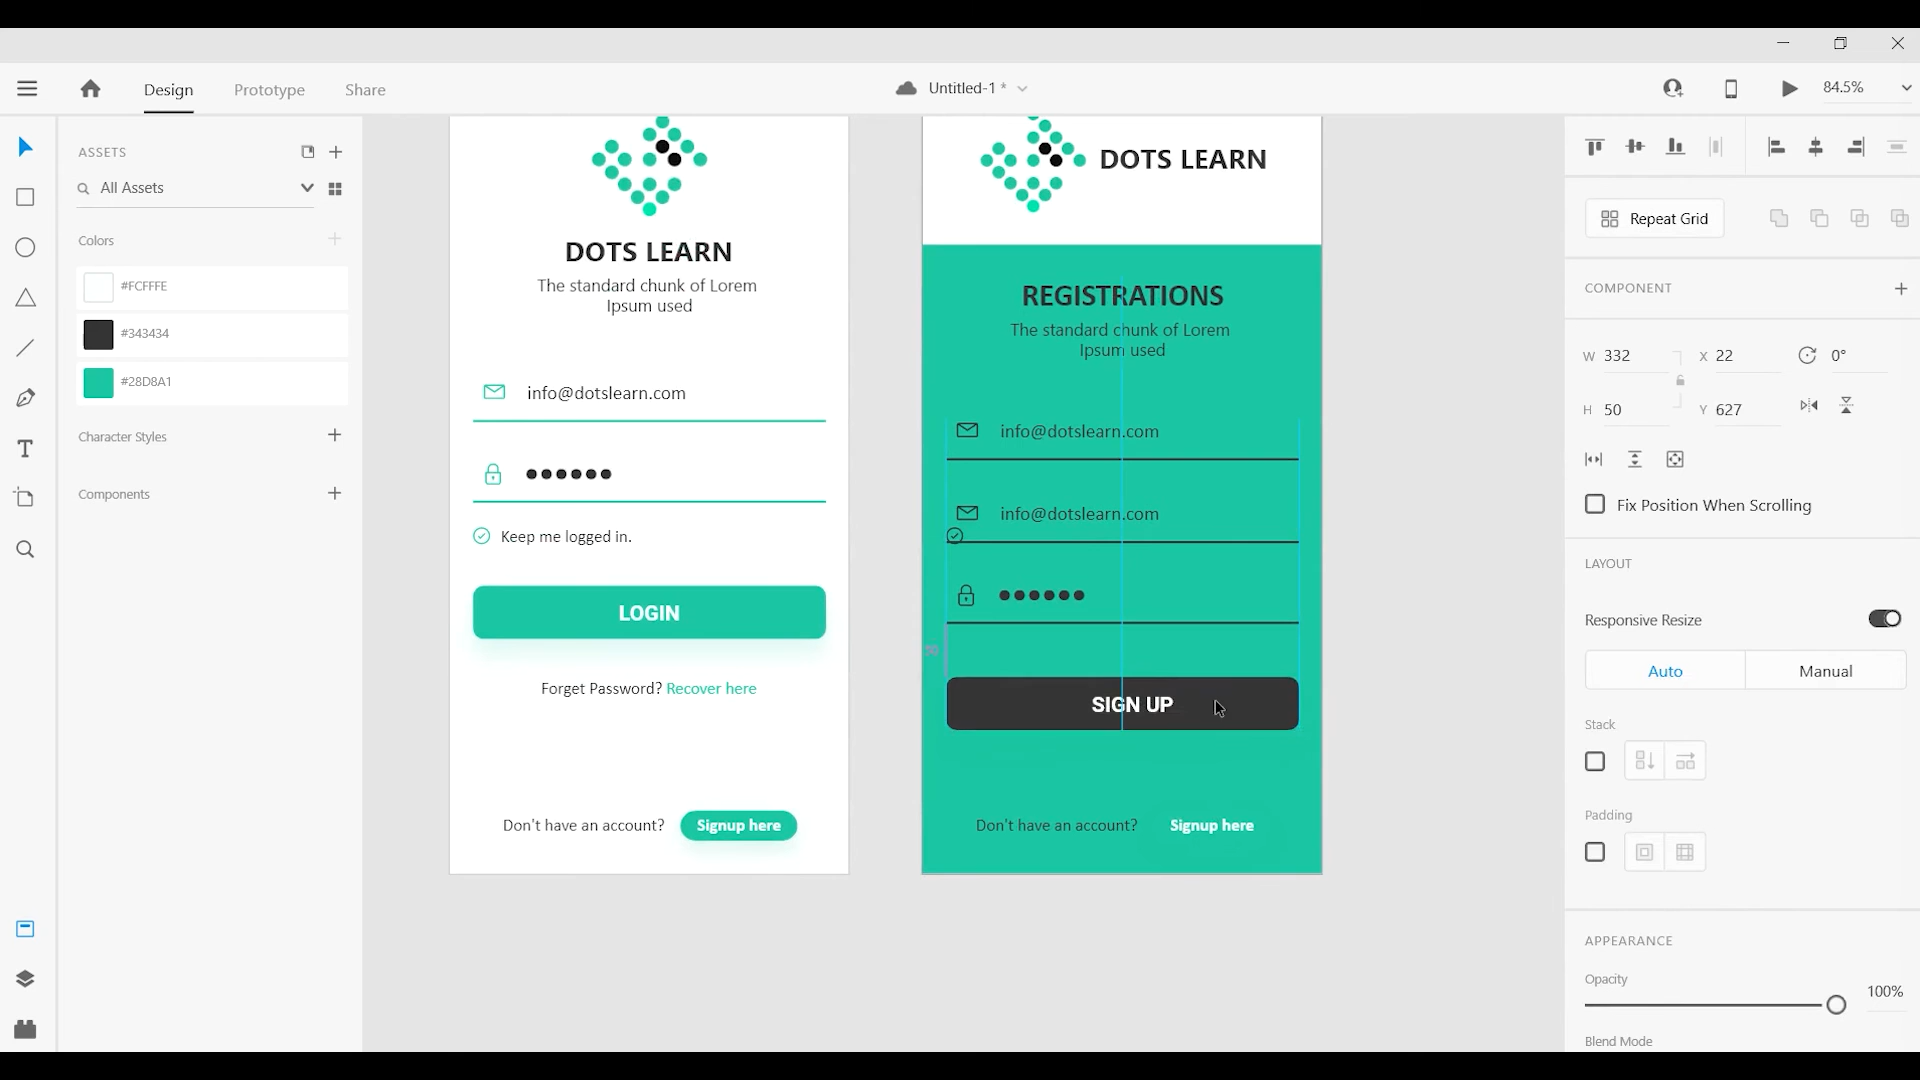 Design
Prototype
Share
Untitled-1 *
84.5%
ASSETS
All Assets
Colors
#FCFFFE
#343434
#28D8A1
Character Styles
Components
DOTS LEARN
The standard chunk of Lorem
Ipsum used
info@dotslearn.com
Keep me logged in.
LOGIN
Forget Password? Recover here
Don't have an account? Signup here
DOTS LEARN
REGISTRATIONS
The standard chunk of Lorem
Ipsum used
info@dotslearn.com
info@dotslearn.com
50
SIGN UP
Don't have an account? Signup here
Repeat Grid
COMPONENT
W 332 X 22 0°
H 50 Y 627
Fix Position When Scrolling
LAYOUT
Responsive Resize
Auto Manual
Stack
Padding
APPEARANCE
Opacity
100%
Blend Mode